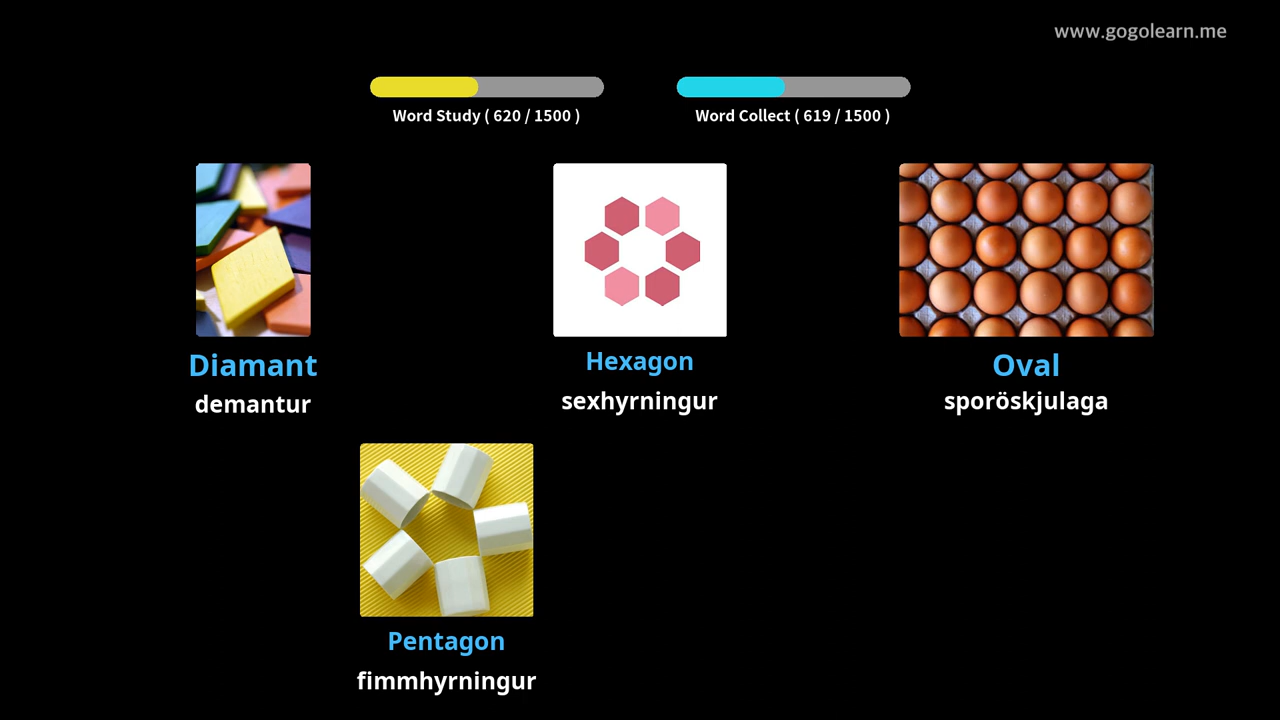 www.gogolearn.me
Word Study ( 620 / 1500 )
Word Collect ( 619 / 1500 )
Diamant
demantur
Hexagon
sexhyrningur
Oval
sporöskjulaga
Pentagon
fimmhyrningur